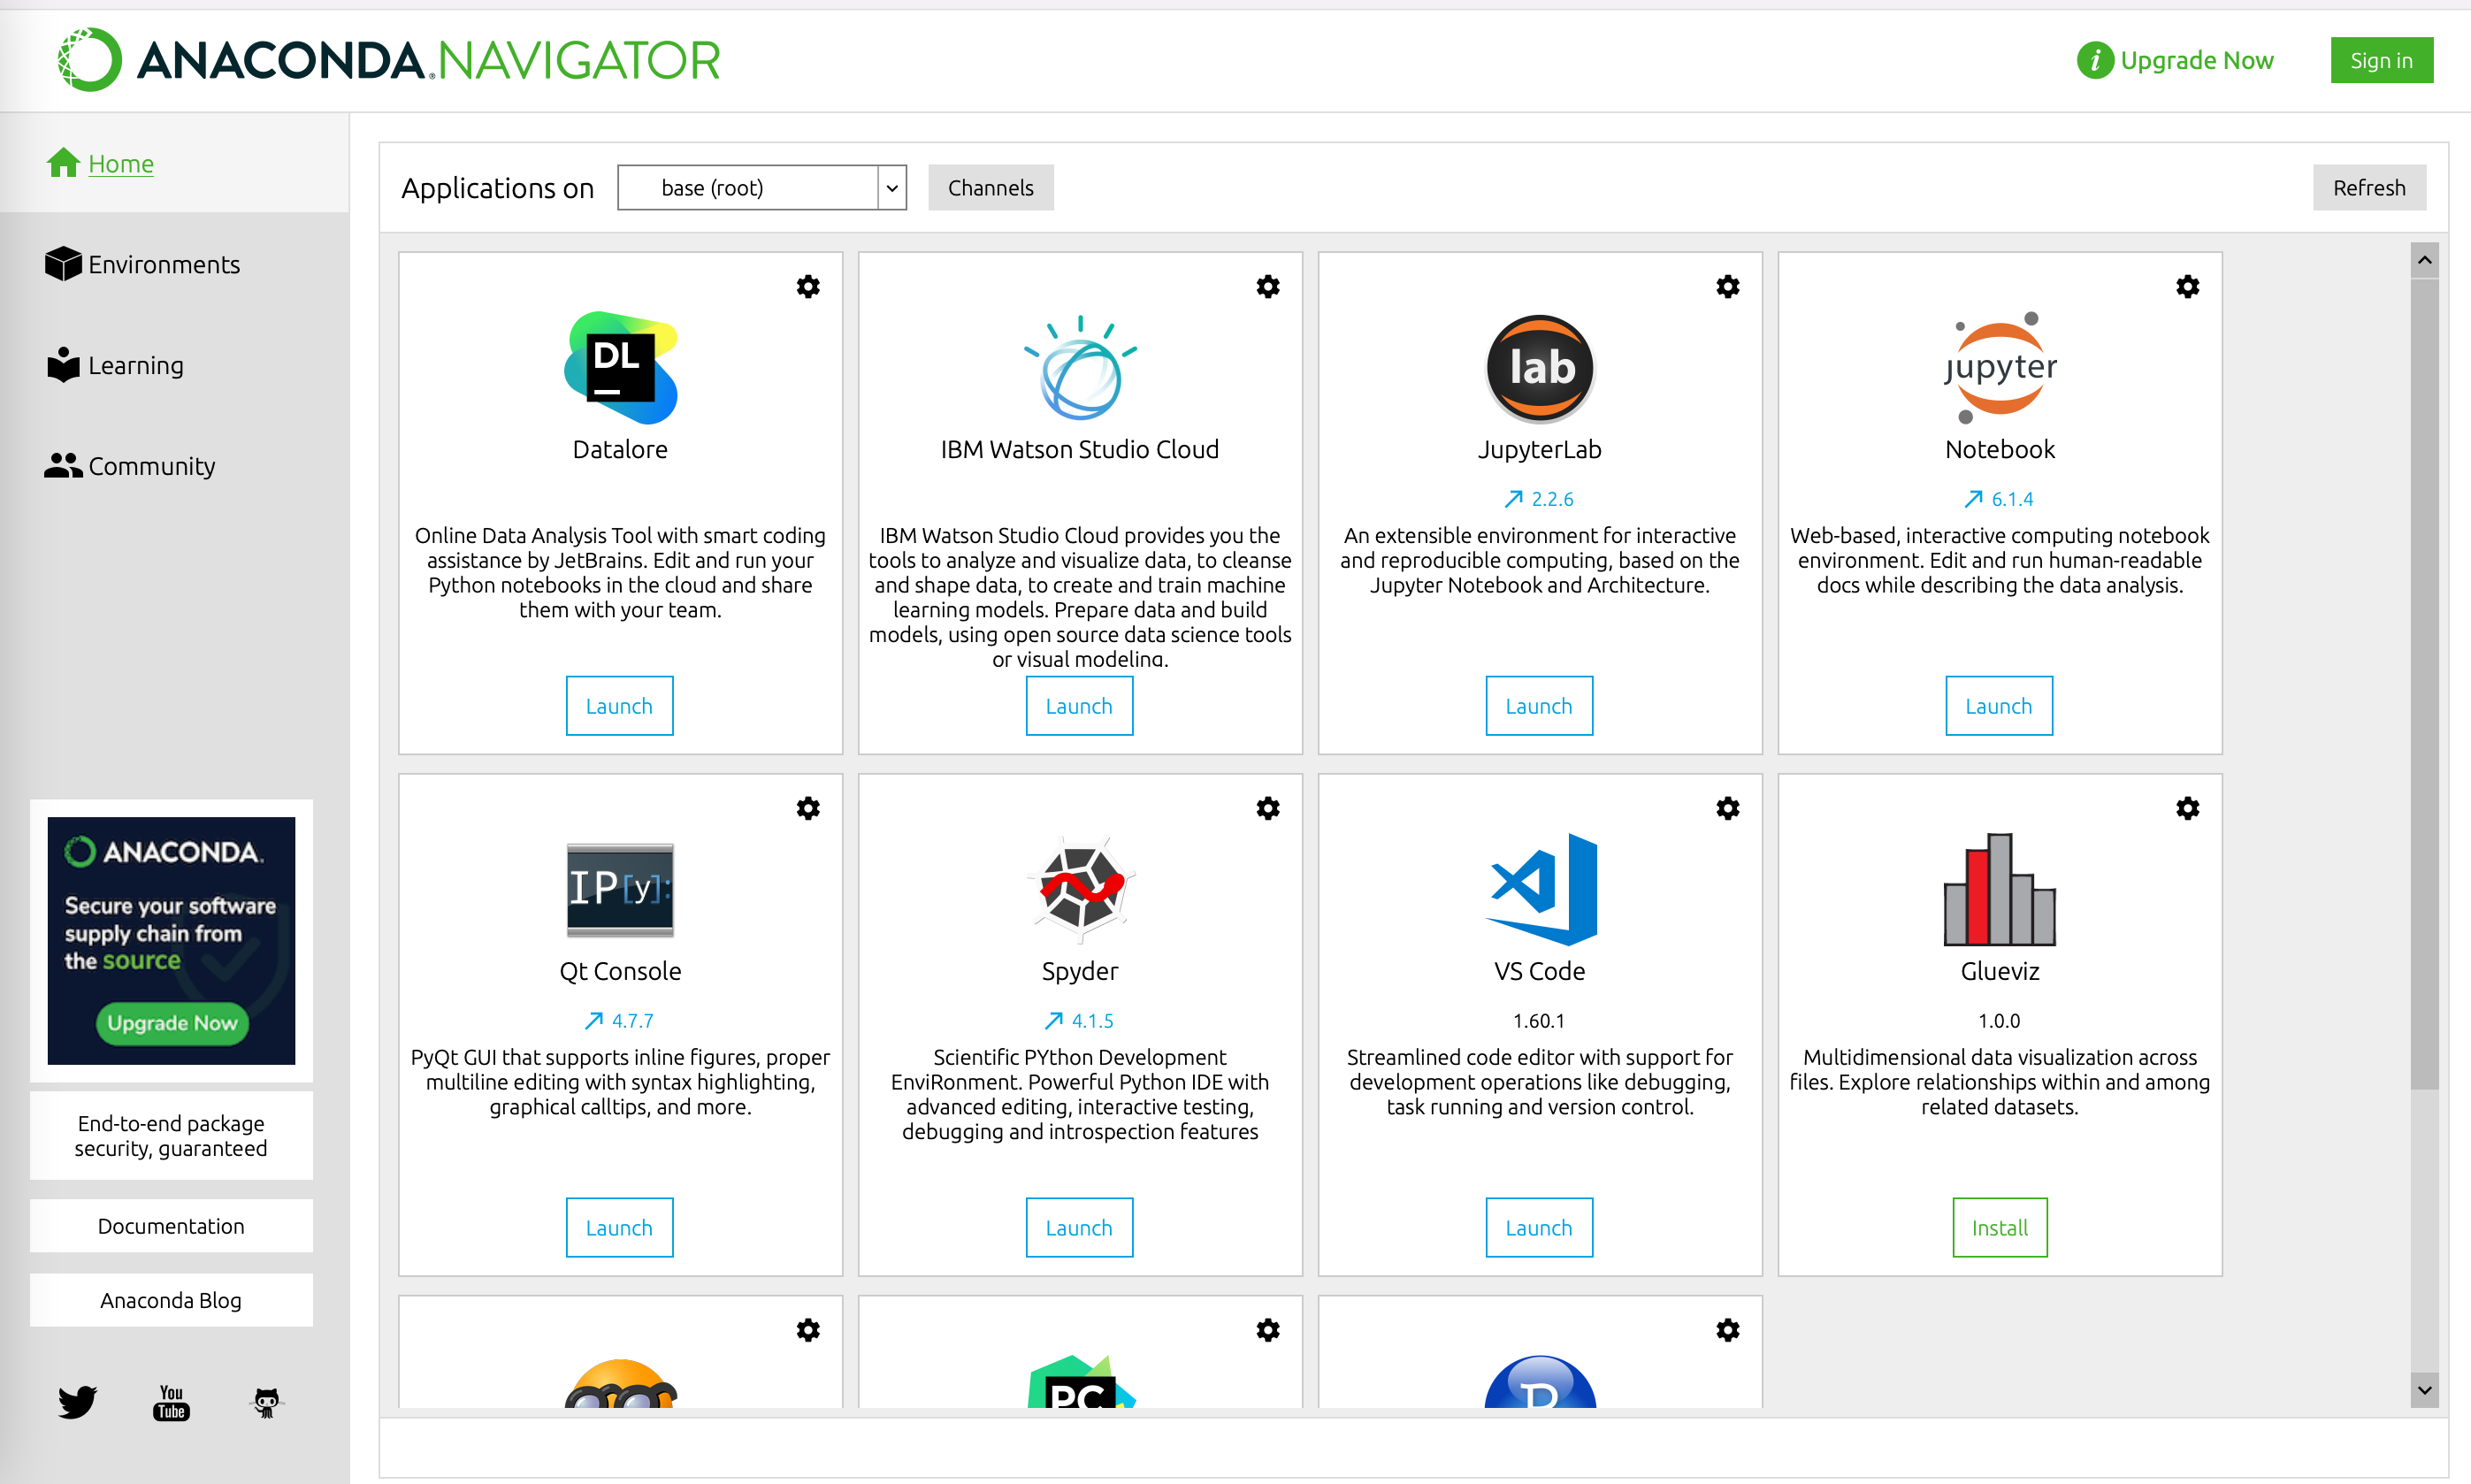 ANACONDA.NAVIGATOR
i Upgrade Now
Sign in
Home
Environments
Learning
Community
ANACONDA.
Secure your software
supply chain from
the source
Upgrade Now
End-to-end package
security, guaranteed
Documentation
Anaconda Blog
You
Tube
Applications on
base (root)
Channels
Refresh
DL
Datalore
Online Data Analysis Tool with smart coding
assistance by JetBrains. Edit and run your
Python notebooks in the cloud and share
them with your team.
Launch
IBM Watson Studio Cloud
IBM Watson Studio Cloud provides you the
tools to analyze and visualize data, to cleanse
and shape data, to create and train machine
learning models. Prepare data and build
models, using open source data science tools
or visual modeling.
Launch
lab
JupyterLab
2.2.6
An extensible environment for interactive
and reproducible computing, based on the
Jupyter Notebook and Architecture.
Launch
jupyter
Notebook
6.1.4
Web-based, interactive computing notebook
environment. Edit and run human-readable
docs while describing the data analysis.
Launch
IP[y]:
Qt Console
4.7.7
PyQt GUI that supports inline figures, proper
multiline editing with syntax highlighting,
graphical calltips, and more.
Launch
Spyder
4.1.5
Scientific PYthon Development
EnviRonment. Powerful Python IDE with
advanced editing, interactive testing,
debugging and introspection features
Launch
VS Code
1.60.1
Streamlined code editor with support for
development operations like debugging,
task running and version control.
Launch
Glueviz
1.0.0
Multidimensional data visualization across
files. Explore relationships within and among
related datasets.
Install
PC
R